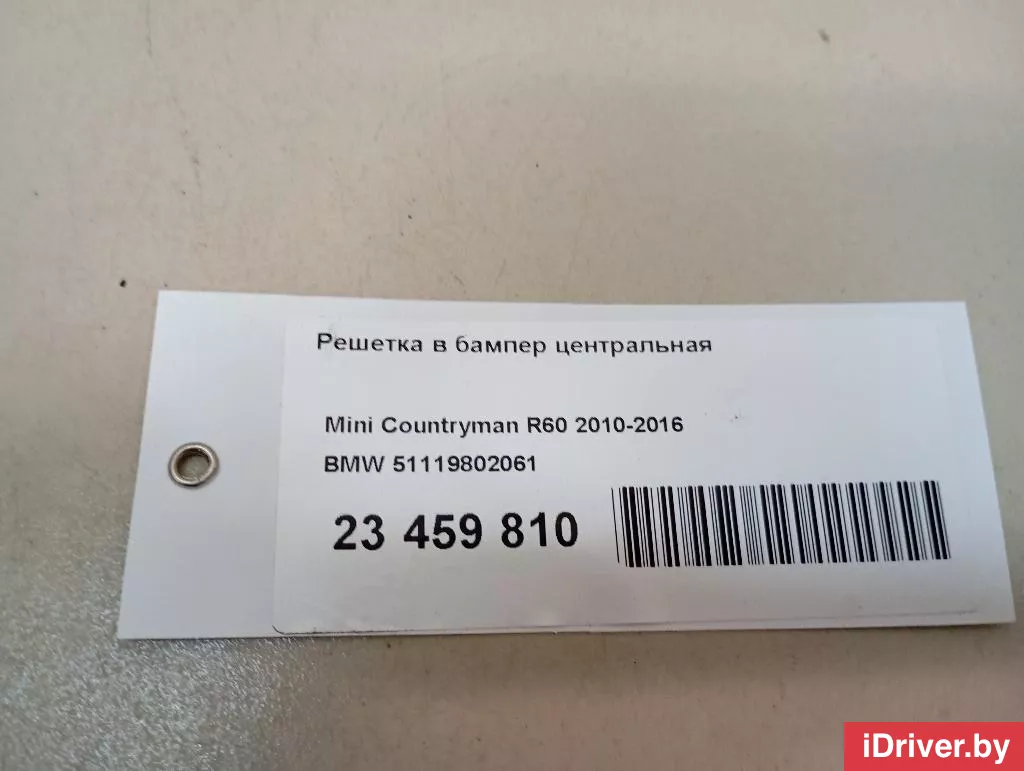 Решетка в бампер центральная
Mini Countryman R60 2010-2016
BMW 51119802061
23 459 810
iDriver.by